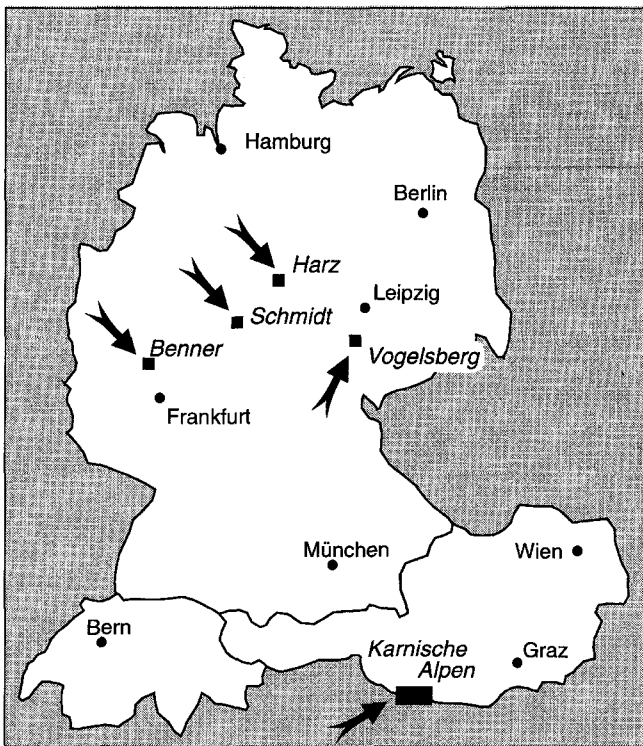 Hamburg
Berlin
Harz
Leipzig
Schmidt
Benner
Vogelsberg
Frankfurt
München
Wien
Bern
Karnische
Alpen
Graz